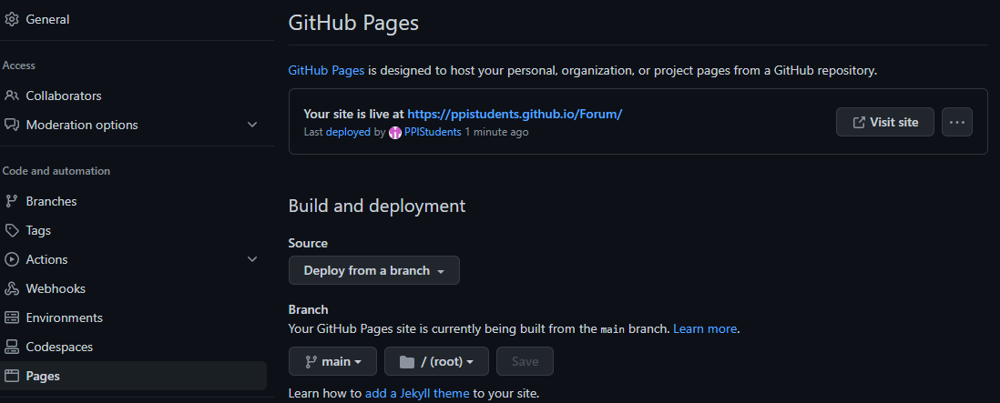 General
Access
Collaborators
Moderation options
Code and automation
Branches
Tags
Actions
Webhooks
Environments
Codespaces
Pages
GitHub Pages
GitHub Pages is designed to host your personal, organization, or project pages from a GitHub repository.
Your site is live at https://ppistudents.github.io/Forum/
Last deployed by PPIStudents 1 minute ago
Visit site
Build and deployment
Source
Deploy from a branch
Branch
Your GitHub Pages site is currently being built from the main branch. Learn more.
main / (root) Save
Learn how to add a Jekyll theme to your site.